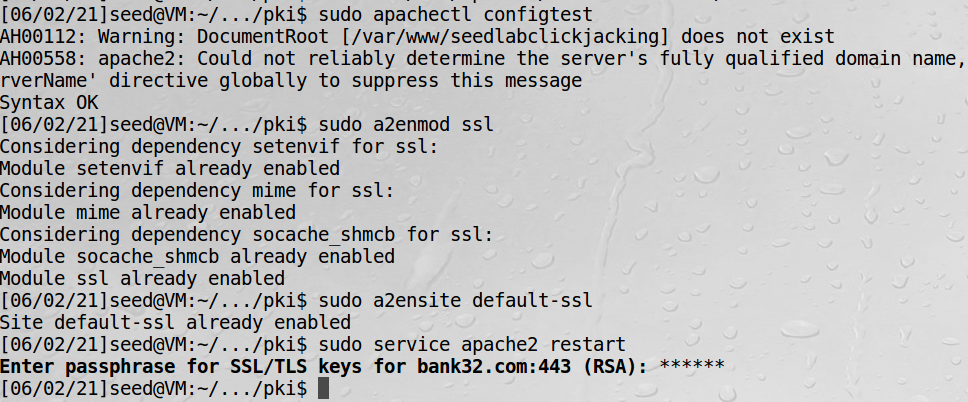 [06/02/21]seed@VM:~/.../pki$ sudo apachectl configtest
AH00112: Warning: DocumentRoot [/var/www/seedlabclickjacking] does not exist
AH00558: apache2: Could not reliably determine the server's fully qualified domain name,
rverName' directive globally to suppress this message
Syntax OK
[06/02/21]seed@VM:~/.../pki$ sudo a2enmod ssl
Considering dependency setenvif for ssl:
Module setenvif already enabled
Considering dependency mime for ssl:
Module mime already enabled
Considering dependency socache_shmcb for ssl:
Module socache_shmcb already enabled
Module ssl already enabled
[06/02/21]seed@VM:~/.../pki$ sudo a2ensite default-ssl
Site default-ssl already enabled
[06/02/21]seed@VM:~/.../pki$ sudo service apache2 restart
Enter passphrase for SSL/TLS keys for bank32.com:443 (RSA): ******
[06/02/21]seed@VM:~/.../pki$